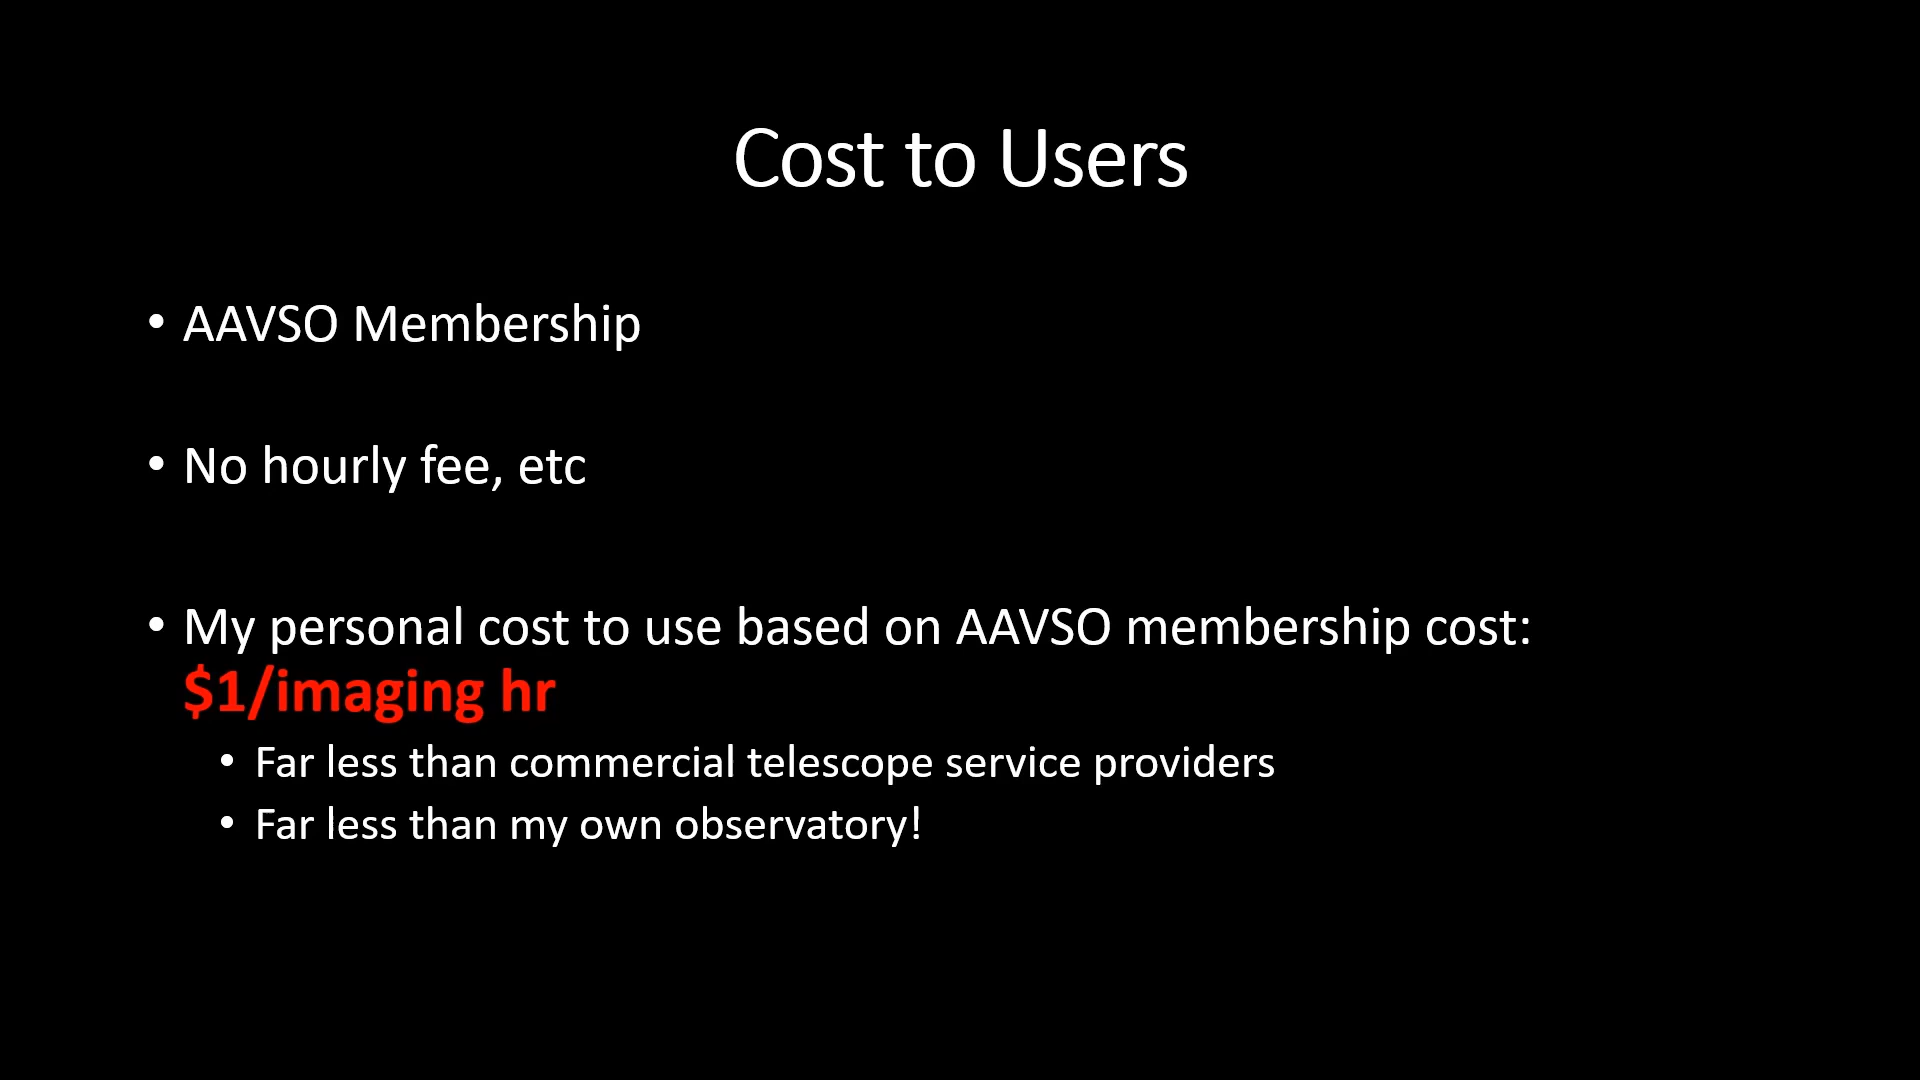 Cost to Users
• AAVSO Membership
• No hourly fee, etc
• My personal cost to use based on AAVSO membership cost:
$1/imaging hr
• Far less than commercial telescope service providers
• Far less than my own observatory!